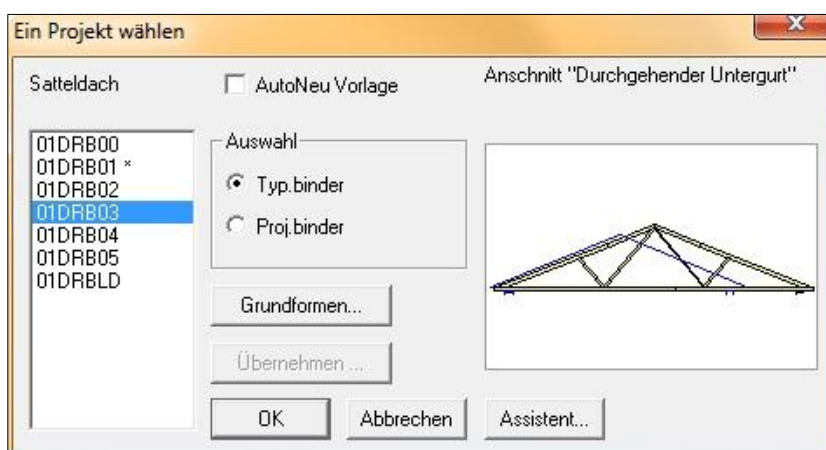 Ein Projekt wählen
Satteldach
AutoNeu Vorlage
Anschnitt "Durchgehender Untergurt"
01DRB00
01DRB01 *
01DRB02
01DRB03
01DRB04
01DRB05
01DRBLD
Auswahl
Typ.binder
Proj.binder
Grundformen...
Übernehmen ...
OK
Abbrechen
Assistent...